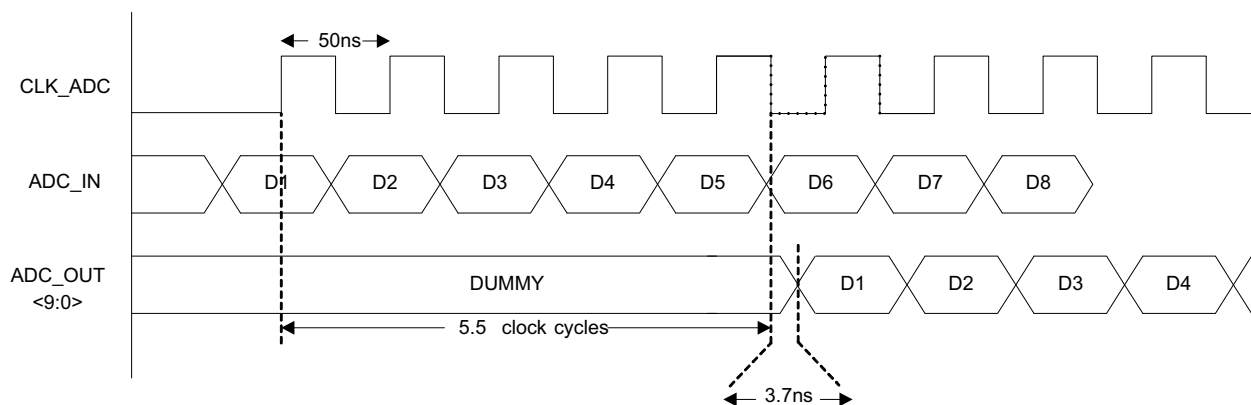 50ns
CLK_ADC
ADC_IN
D1 D2 D3 D4 D5 D6 D7 D8
ADC_OUT
<9:0>
DUMMY D1 D2 D3 D4
5.5 clock cycles
3.7ns